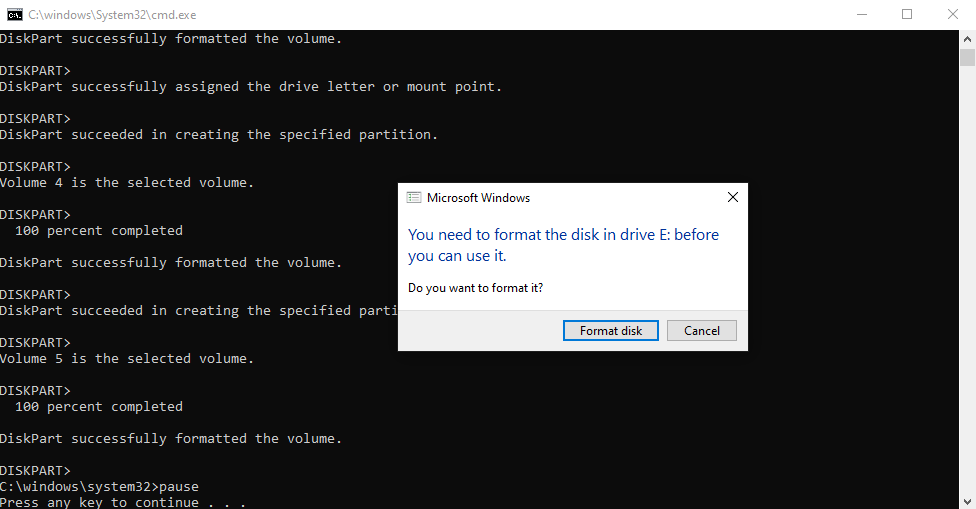 C:\windows\System32\cmd.exe
DiskPart successfully formatted the volume.
DISKPART>
DiskPart successfully assigned the drive letter or mount point.
DISKPART>
DiskPart succeeded in creating the specified partition.
DISKPART>
Volume 4 is the selected volume.
DISKPART>
100 percent completed
DiskPart successfully formatted the volume.
DISKPART>
DiskPart succeeded in creating the specified parti
DISKPART>
Volume 5 is the selected volume.
DISKPART>
100 percent completed
DiskPart successfully formatted the volume.
DISKPART>
C:\windows\system32>pause
Press any key to continue . . .
Microsoft Windows
You need to format the disk in drive E: before
you can use it.
Do you want to format it?
Format disk
Cancel